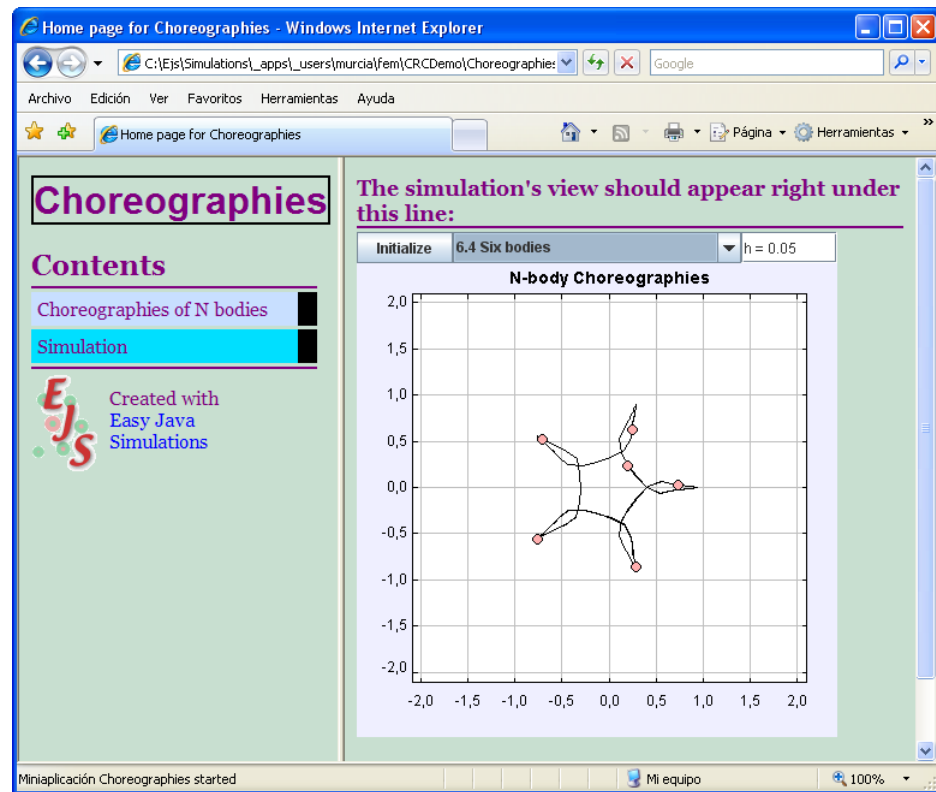 Home page for Choreographies - Windows Internet Explorer
C:\Ejs\Simulations\_apps\_users\murcia\fem\CRCDemo\Choreographies
Google
Archivo Edición Ver Favoritos Herramientas Ayuda
Home page for Choreographies
Página Herramientas »
Choreographies
Contents
Choreographies of N bodies
Simulation
EJS
Created with
Easy Java
Simulations
The simulation's view should appear right under
this line:
Initialize 6.4 Six bodies h = 0.05
N-body Choreographies
2,0
1,5
1,0
0,5
0,0
-0,5
-1,0
-1,5
-2,0
-2,0 -1,5 -1,0 -0,5 0,0 0,5 1,0 1,5 2,0
Miniaplicación Choreographies started Mi equipo 100%